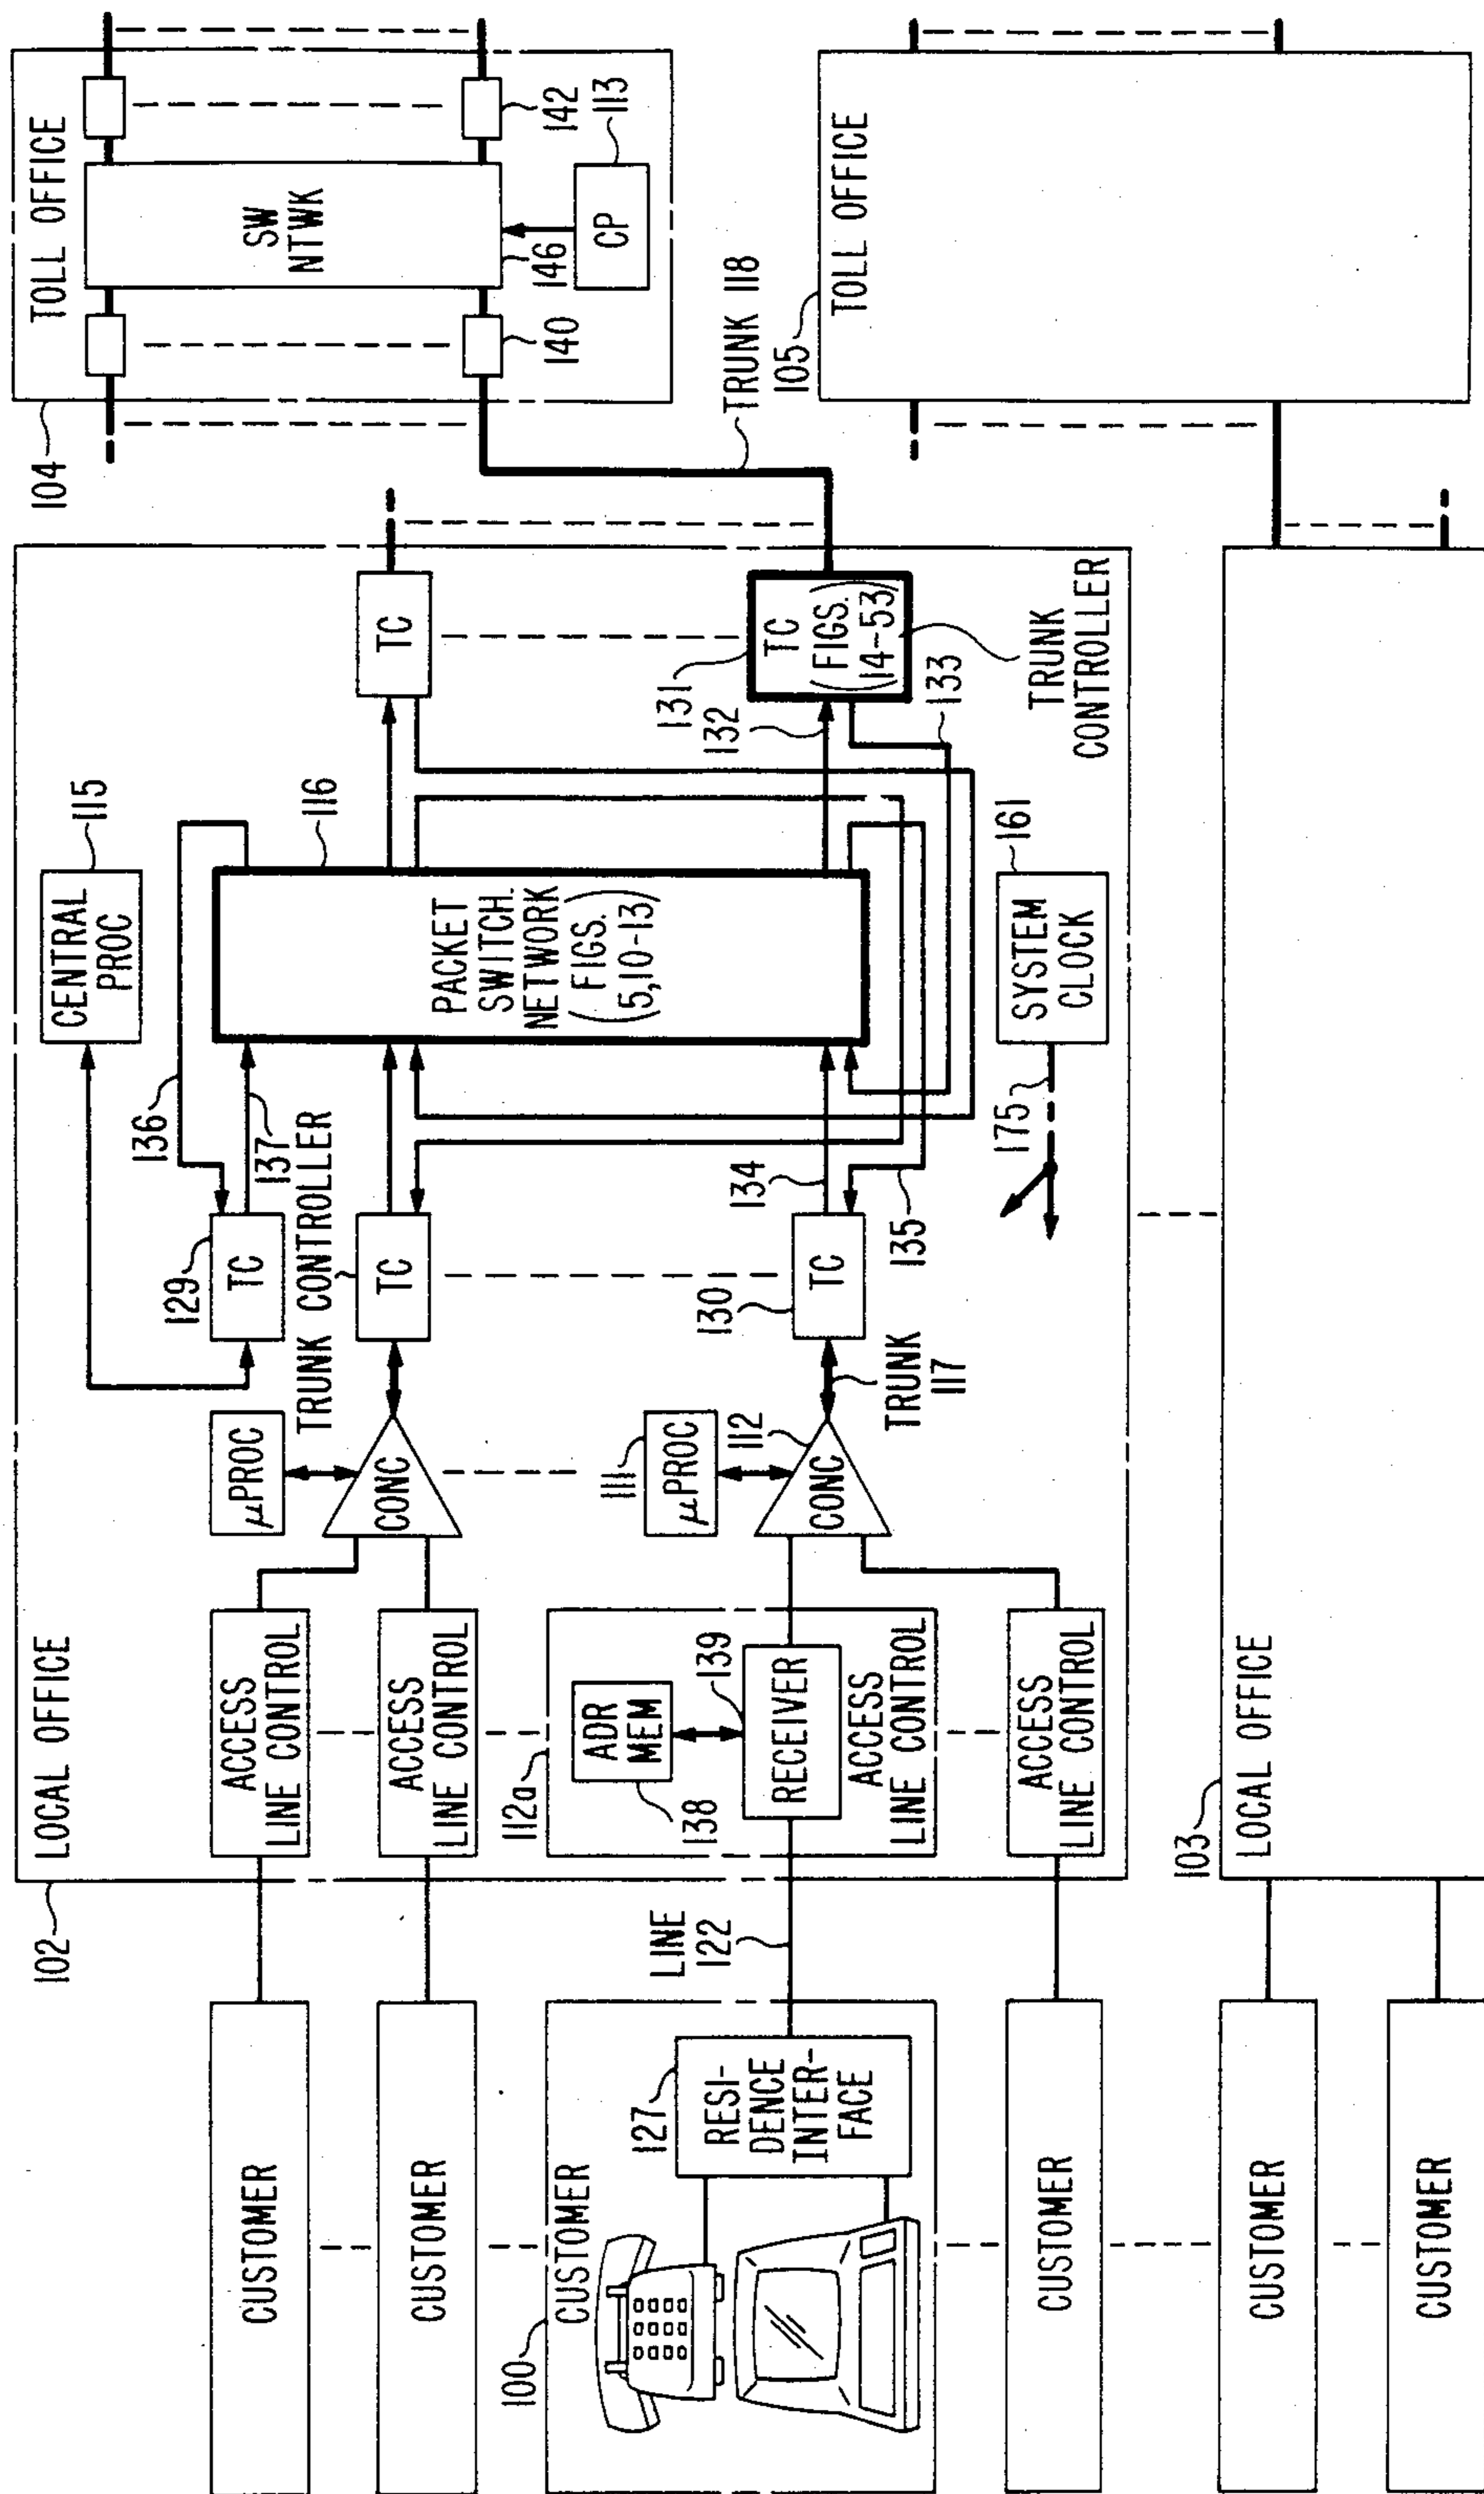 CUSTOMER
CUSTOMER
100
CUSTOMER
127
RESI-
DENCE
INTER-
FACE
CUSTOMER
CUSTOMER
CUSTOMER
LINE
122
102
LOCAL OFFICE
ACCESS
LINE CONTROL
ACCESS
LINE CONTROL
112a
ADR
MEM
138
139
RECEIVER
ACCESS
LINE CONTROL
ACCESS
LINE CONTROL
μPROC
CONC
111
μPROC
112
CONC
TRUNK
117
129
TC
TRUNK CONTROLLER
TC
130
TC
136
137
134
135
CENTRAL
PROC
115
116
PACKET
SWITCH.
NETWORK
(FIGS.
5,10-13)
175
SYSTEM
CLOCK
161
TC
131
132
TC
(FIGS.
14-53)
133
TRUNK
CONTROLLER
103
LOCAL OFFICE
104
TOLL OFFICE
SW
NTWK
140
146
142
CP
113
TRUNK 118
105
TOLL OFFICE